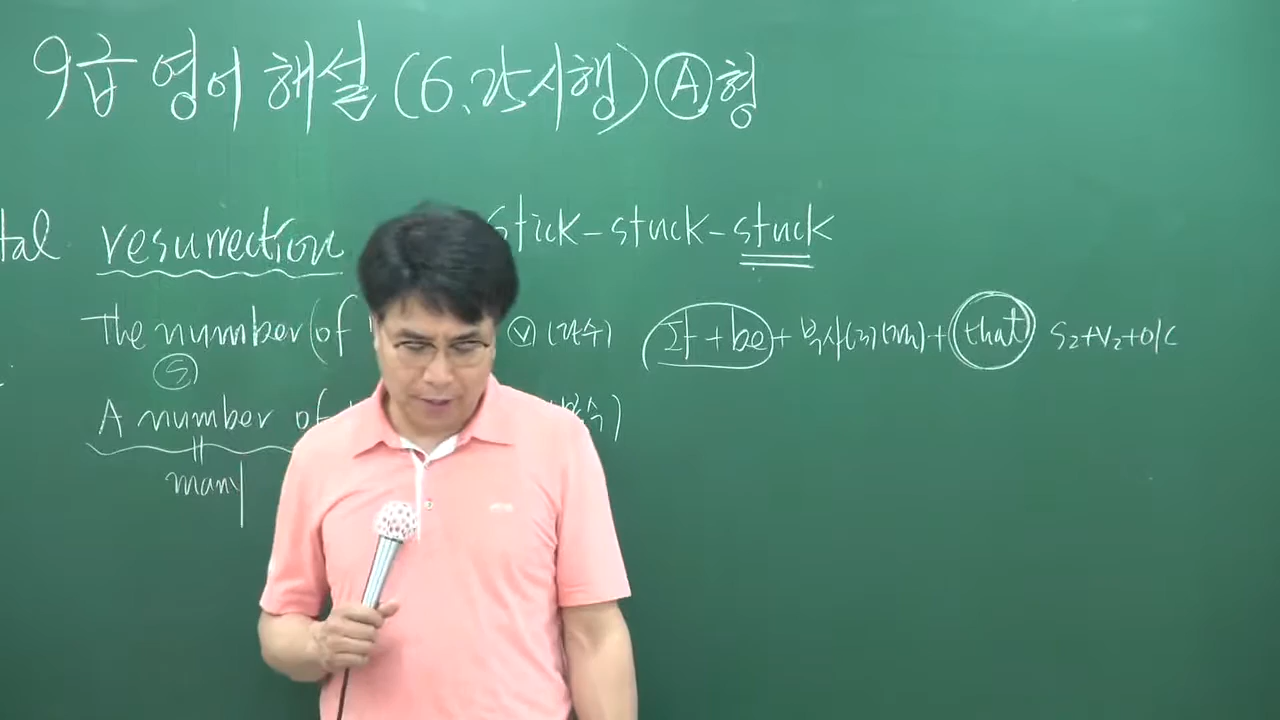 9급 영어 해설 (6.25시행) Ⓐ형
tal resurrection stick - stuck - stuck
The number (of Ⓥ (단수) It + be + 부사(구)(절) + that S₂+V₂+O/C
Ⓢ
A number of 복수)
many